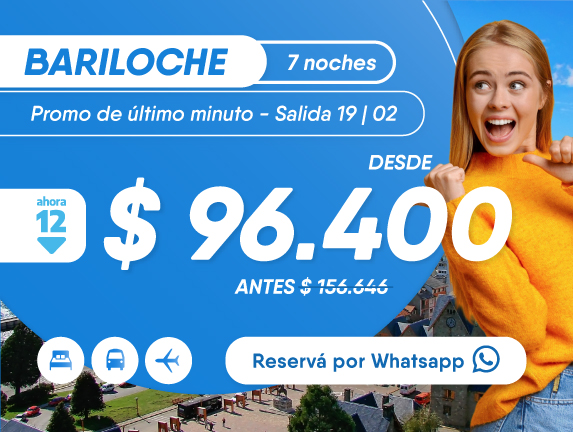 BARILOCHE
7 noches
Promo de último minuto - Salida 19 | 02
DESDE
ahora
12
$ 96.400
ANTES $ 156.646
Reservá por Whatsapp